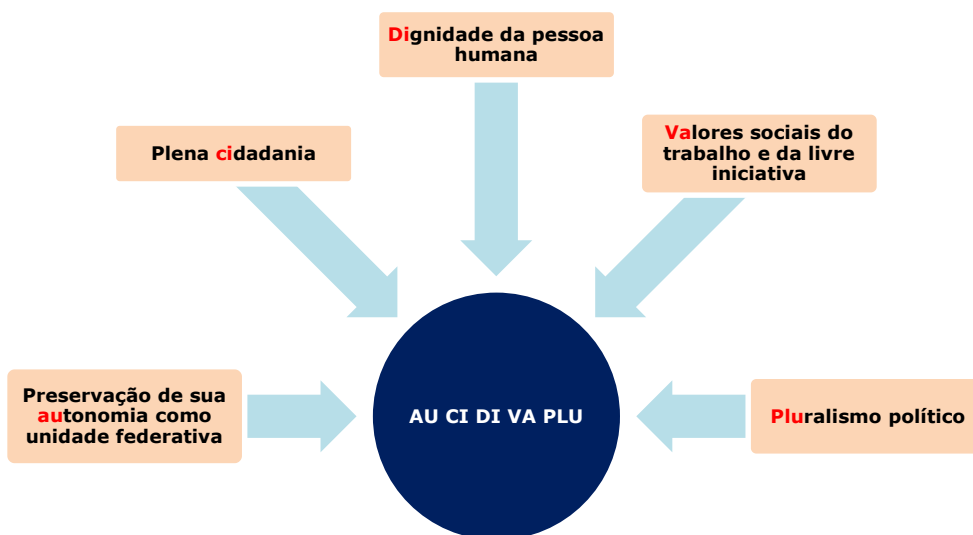 Dignidade da pessoa
humana
Plena cidadania
Valores sociais do
trabalho e da livre
iniciativa
Preservação de sua
autonomia como
unidade federativa
AU CI DI VA PLU
Pluralismo político